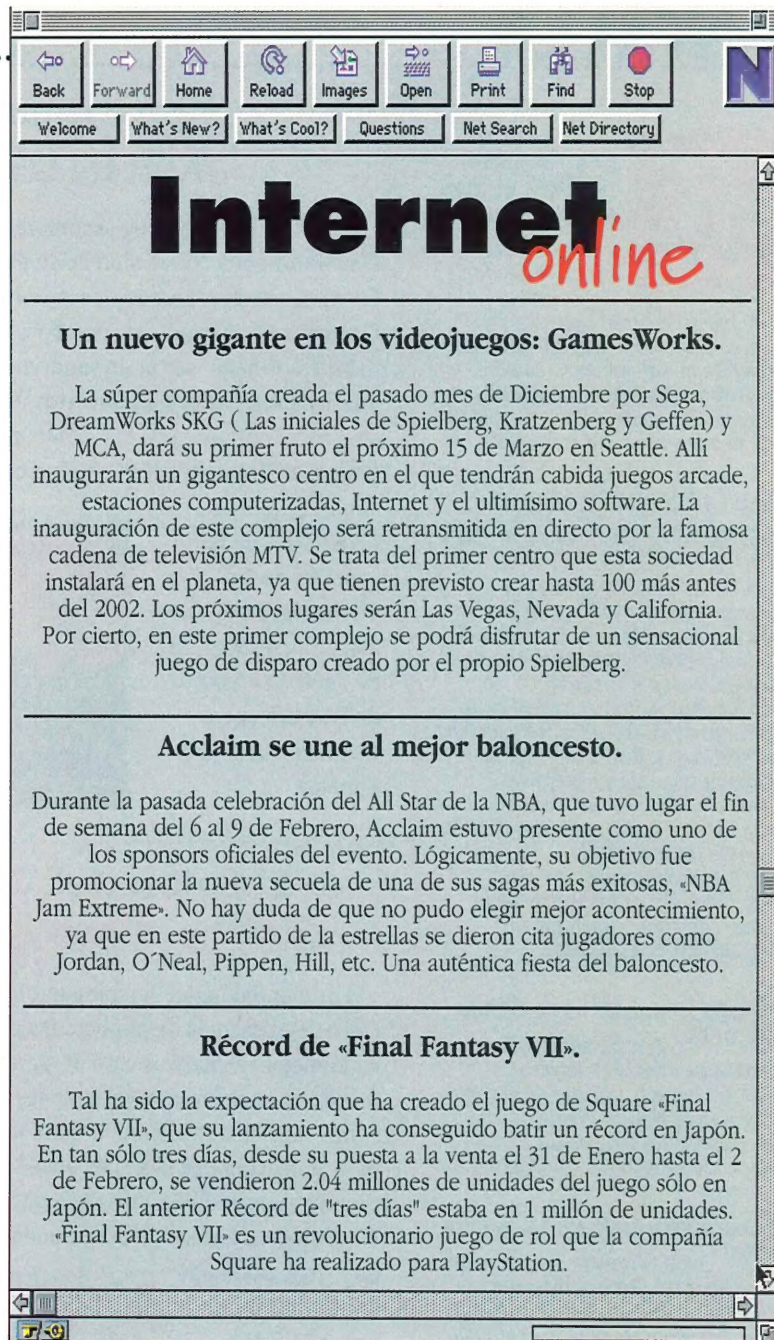 Back Forward Home Reload Images Open Print Find Stop N
Welcome What's New? What's Cool? Questions Net Search Net Directory
Internet
online
Un nuevo gigante en los videojuegos: GamesWorks.
La súper compañía creada el pasado mes de Diciembre por Sega,
DreamWorks SKG ( Las iniciales de Spielberg, Kratzenberg y Geffen) y
MCA, dará su primer fruto el próximo 15 de Marzo en Seattle. Allí
inaugurarán un gigantesco centro en el que tendrán cabida juegos arcade,
estaciones computerizadas, Internet y el ultimísimo software. La
inauguración de este complejo será retransmitida en directo por la famosa
cadena de televisión MTV. Se trata del primer centro que esta sociedad
instalará en el planeta, ya que tienen previsto crear hasta 100 más antes
del 2002. Los próximos lugares serán Las Vegas, Nevada y California.
Por cierto, en este primer complejo se podrá disfrutar de un sensacional
juego de disparo creado por el propio Spielberg.
Acclaim se une al mejor baloncesto.
Durante la pasada celebración del All Star de la NBA, que tuvo lugar el fin
de semana del 6 al 9 de Febrero, Acclaim estuvo presente como uno de
los sponsors oficiales del evento. Lógicamente, su objetivo fue
promocionar la nueva secuela de una de sus sagas más exitosas, «NBA
Jam Extreme». No hay duda de que no pudo elegir mejor acontecimiento,
ya que en este partido de la estrellas se dieron cita jugadores como
Jordan, O´Neal, Pippen, Hill, etc. Una auténtica fiesta del baloncesto.
Récord de «Final Fantasy VII».
Tal ha sido la expectación que ha creado el juego de Square «Final
Fantasy VII», que su lanzamiento ha conseguido batir un récord en Japón.
En tan sólo tres días, desde su puesta a la venta el 31 de Enero hasta el 2
de Febrero, se vendieron 2.04 millones de unidades del juego sólo en
Japón. El anterior Récord de "tres días" estaba en 1 millón de unidades.
«Final Fantasy VII» es un revolucionario juego de rol que la compañía
Square ha realizado para PlayStation.